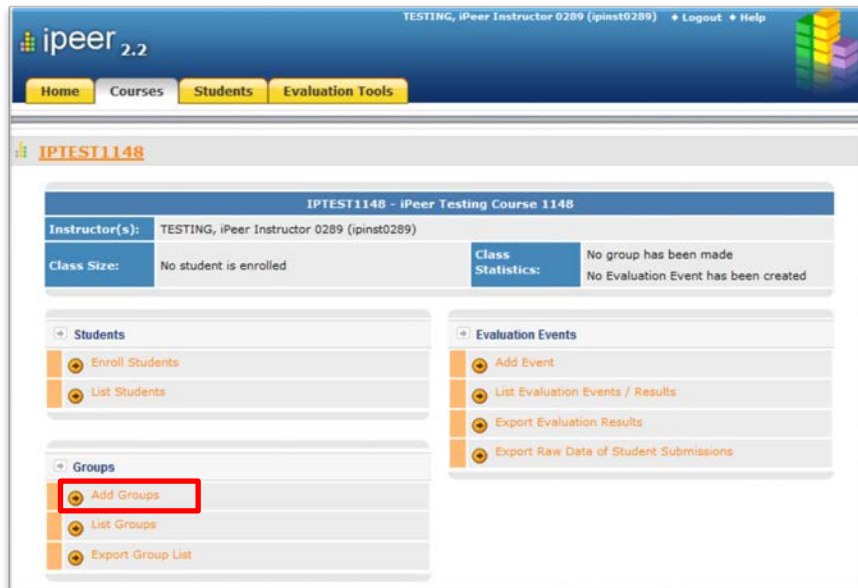 TESTING, iPeer Instructor 0289 (ipinst0289) Logout Help
ipeer 2.2
Home Courses Students Evaluation Tools
IPTEST1148
IPTEST1148 - iPeer Testing Course 1148
Instructor(s): TESTING, iPeer Instructor 0289 (ipinst0289)
Class Size: No student is enrolled
Class Statistics:
No group has been made
No Evaluation Event has been created
Students
Enroll Students
List Students
Groups
Add Groups
List Groups
Export Group List
Evaluation Events
Add Event
List Evaluation Events / Results
Export Evaluation Results
Export Raw Data of Student Submissions